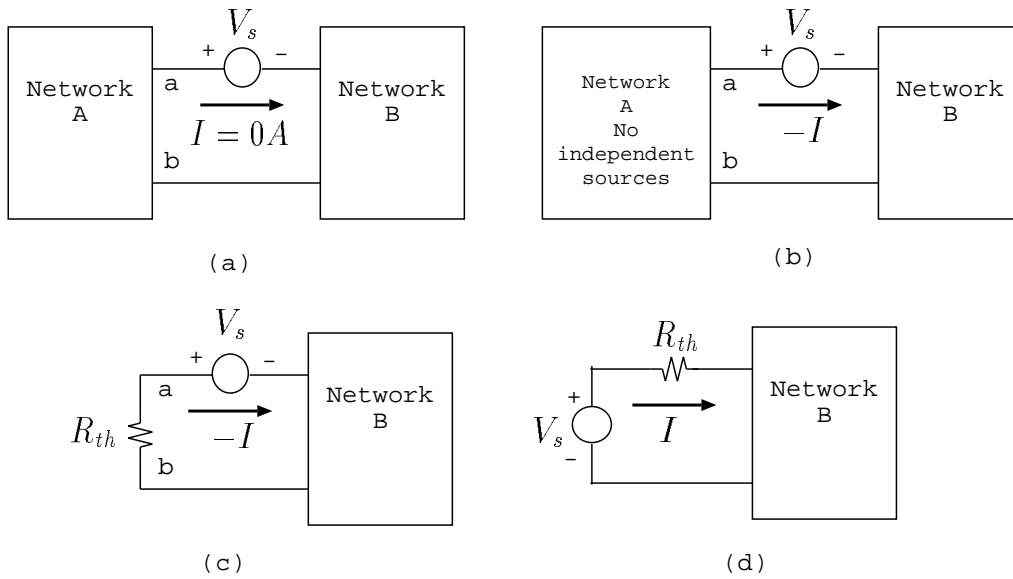 V_s
+ -
Network
A
a
I = 0A
b
Network
B
(a)
V_s
+ -
Network
A
No
independent
sources
a
-I
b
Network
B
(b)
V_s
+ -
a
R_th
-I
b
Network
B
(c)
R_th
+
V_s
-
I
Network
B
(d)